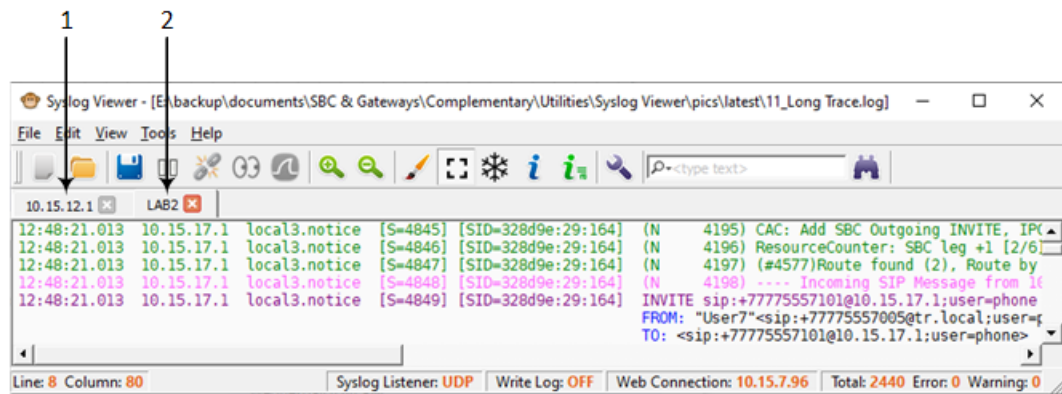 1 2
Syslog Viewer - [E:\backup\documents\SBC & Gateways\Complementary\Utilities\Syslog Viewer\pics\latest\11_Long Trace.log]
File Edit View Tools Help
<type text>
10.15.12.1 LAB2
12:48:21.013 10.15.17.1 local3.notice [S=4845] [SID=328d9e:29:164] (N 4195) CAC: Add SBC Outgoing INVITE, IPG
12:48:21.013 10.15.17.1 local3.notice [S=4846] [SID=328d9e:29:164] (N 4196) ResourceCounter: SBC leg +1 [2/6]
12:48:21.013 10.15.17.1 local3.notice [S=4847] [SID=328d9e:29:164] (N 4197) (#4577)Route found (2), Route by
12:48:21.013 10.15.17.1 local3.notice [S=4848] [SID=328d9e:29:164] (N 4198) ---- Incoming SIP Message from 10
12:48:21.013 10.15.17.1 local3.notice [S=4849] [SID=328d9e:29:164] INVITE sip:+77775557101@10.15.17.1;user=phone
FROM: "User7"<sip:+77775557005@tr.local;user=p
TO: <sip:+77775557101@10.15.17.1;user=phone>
Line: 8 Column: 80 Syslog Listener: UDP Write Log: OFF Web Connection: 10.15.7.96 Total: 2440 Error: 0 Warning: 0